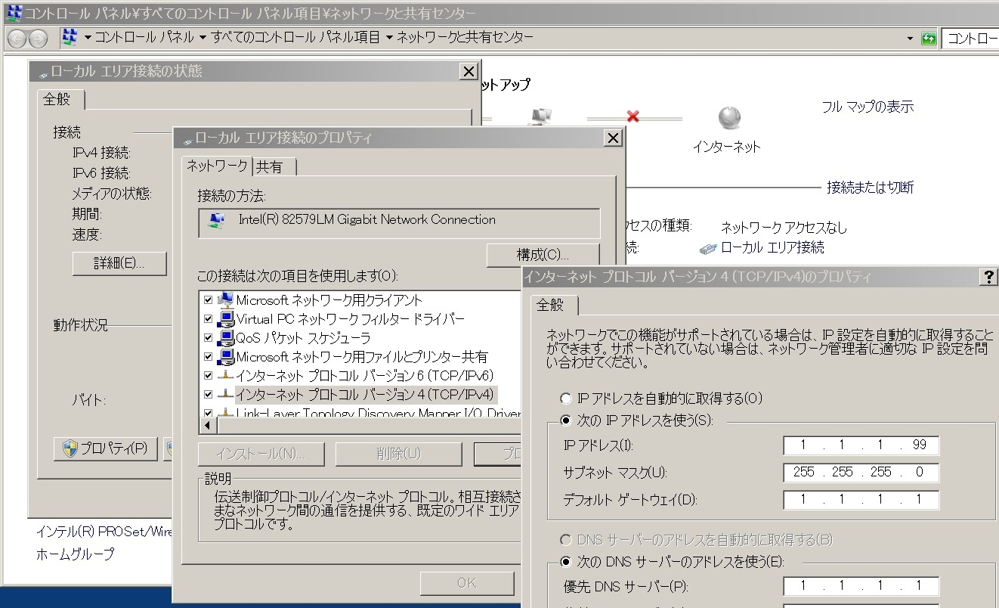 コントロール パネル¥すべてのコントロール パネル項目¥ネットワークと共有センター
コントロール パネル ▾ すべてのコントロール パネル項目 ▾ ネットワークと共有センター
コントロー
ローカル エリア接続の状態
全般
接続
IPv4 接続:
IPv6 接続:
メディアの状態:
期間:
速度:
詳細(E)...
動作状況
バイト:
プロパティ(P)
インテル(R) PROSet/Wire
ホームグループ
ットアップ
フル マップの表示
インターネット
接続または切断
セスの種類:
ネットワーク アクセスなし
続:
ローカル エリア接続
ローカル エリア接続のプロパティ
ネットワーク
共有
接続の方法:
Intel(R) 82579LM Gigabit Network Connection
構成(C)...
この接続は次の項目を使用します(O):
Microsoft ネットワーク用クライアント
Virtual PC ネットワーク フィルター ドライバー
QoS パケット スケジューラ
Microsoft ネットワーク用ファイルとプリンター共有
インターネット プロトコル バージョン 6 (TCP/IPv6)
インターネット プロトコル バージョン 4 (TCP/IPv4)
Link-Layer Topology Discovery Mapper I/O Driver
インストール(N)...
削除(U)
プロ
説明
伝送制御プロトコル/インターネット プロトコル。相互接続さ
まなネットワーク間の通信を提供する、既定のワイド エリア
プロトコルです。
OK
インターネット プロトコル バージョン 4 (TCP/IPv4)のプロパティ
?
全般
ネットワークでこの機能がサポートされている場合は、IP 設定を自動的に取得すること
ができます。サポートされていない場合は、ネットワーク管理者に適切な IP 設定を問
い合わせてください。
IP アドレスを自動的に取得する(O)
次の IP アドレスを使う(S):
IP アドレス(I):
1 . 1 . 1 . 99
サブネット マスク(U):
255 . 255 . 255 . 0
デフォルト ゲートウェイ(D):
1 . 1 . 1 . 1
DNS サーバーのアドレスを自動的に取得する(B)
次の DNS サーバーのアドレスを使う(E):
優先 DNS サーバー(P):
1 . 1 . 1 . 1